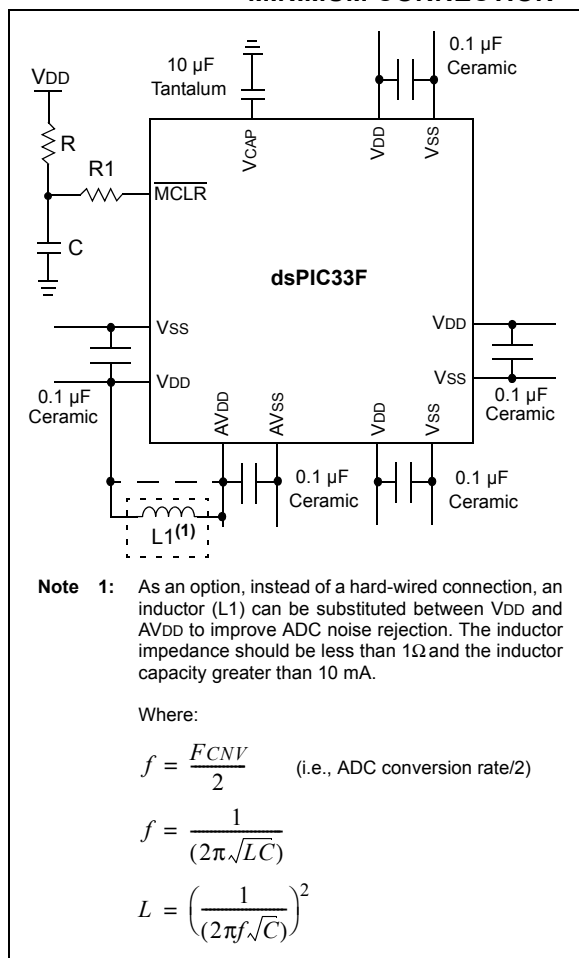 VDD
10 µF
Tantalum
0.1 µF
Ceramic
R
R1
C
MCLR
VCAP
VDD
VSS
dsPIC33F
VSS
VDD
0.1 µF
Ceramic
VDD
VSS
0.1 µF
Ceramic
AVDD
AVSS
VDD
VSS
0.1 µF
Ceramic
0.1 µF
Ceramic
L1(1)
Note 1: As an option, instead of a hard-wired connection, an
inductor (L1) can be substituted between VDD and
AVDD to improve ADC noise rejection. The inductor
impedance should be less than 1Ω and the inductor
capacity greater than 10 mA.
Where:
f = FCNV / 2 (i.e., ADC conversion rate/2)
f = 1 / (2π√LC)
L = (1 / (2πf√C))²